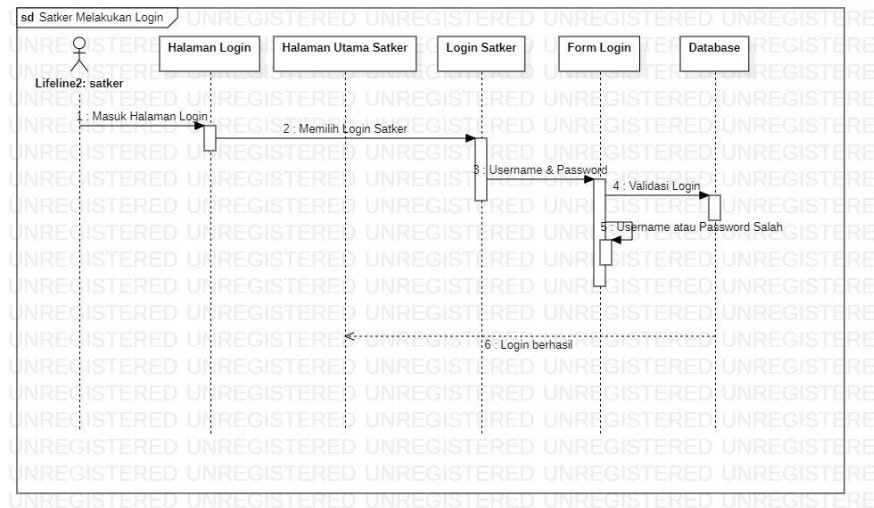 sd Satker Melakukan Login
Halaman Login
Halaman Utama Satker
Login Satker
Form Login
Database
Lifeline2: satker
1 : Masuk Halaman Login
2 : Memilih Login Satker
3 : Username & Password
4 : Validasi Login
5 : Username atau Password Salah
6 : Login berhasil
UNREGISTERED